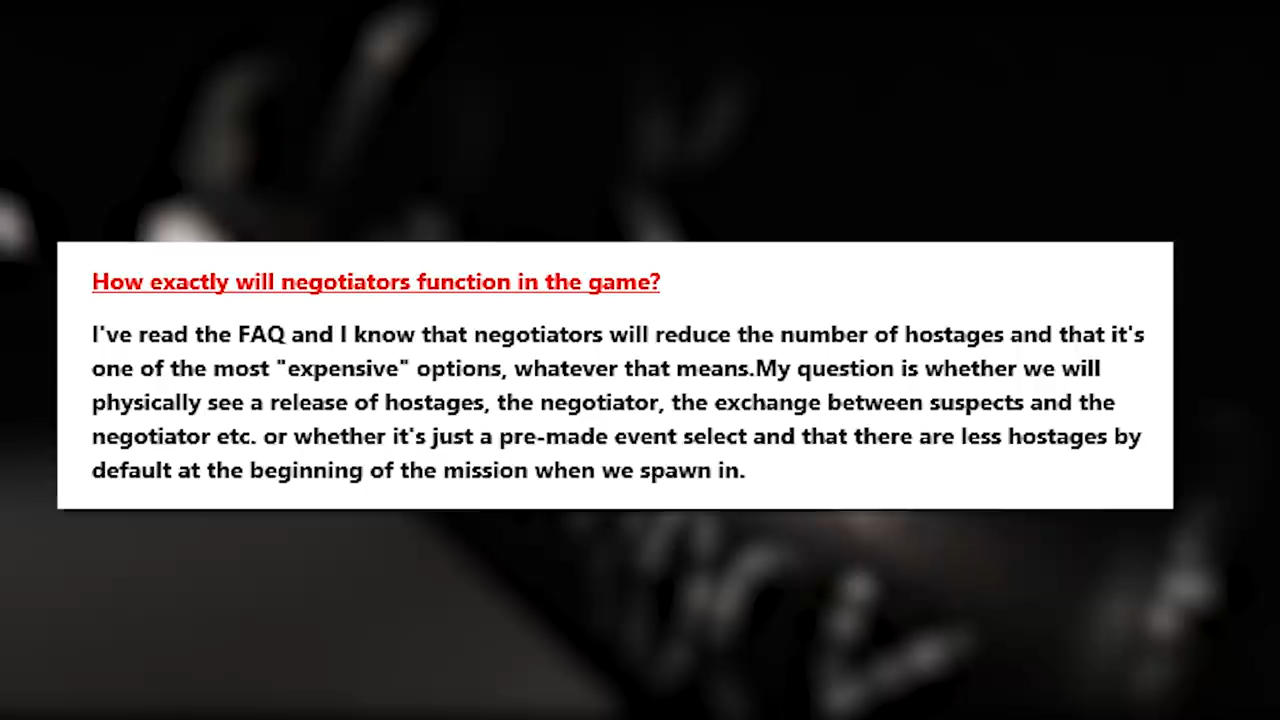 How exactly will negotiators function in the game?
I've read the FAQ and I know that negotiators will reduce the number of hostages and that it's
one of the most "expensive" options, whatever that means.My question is whether we will
physically see a release of hostages, the negotiator, the exchange between suspects and the
negotiator etc. or whether it's just a pre-made event select and that there are less hostages by
default at the beginning of the mission when we spawn in.